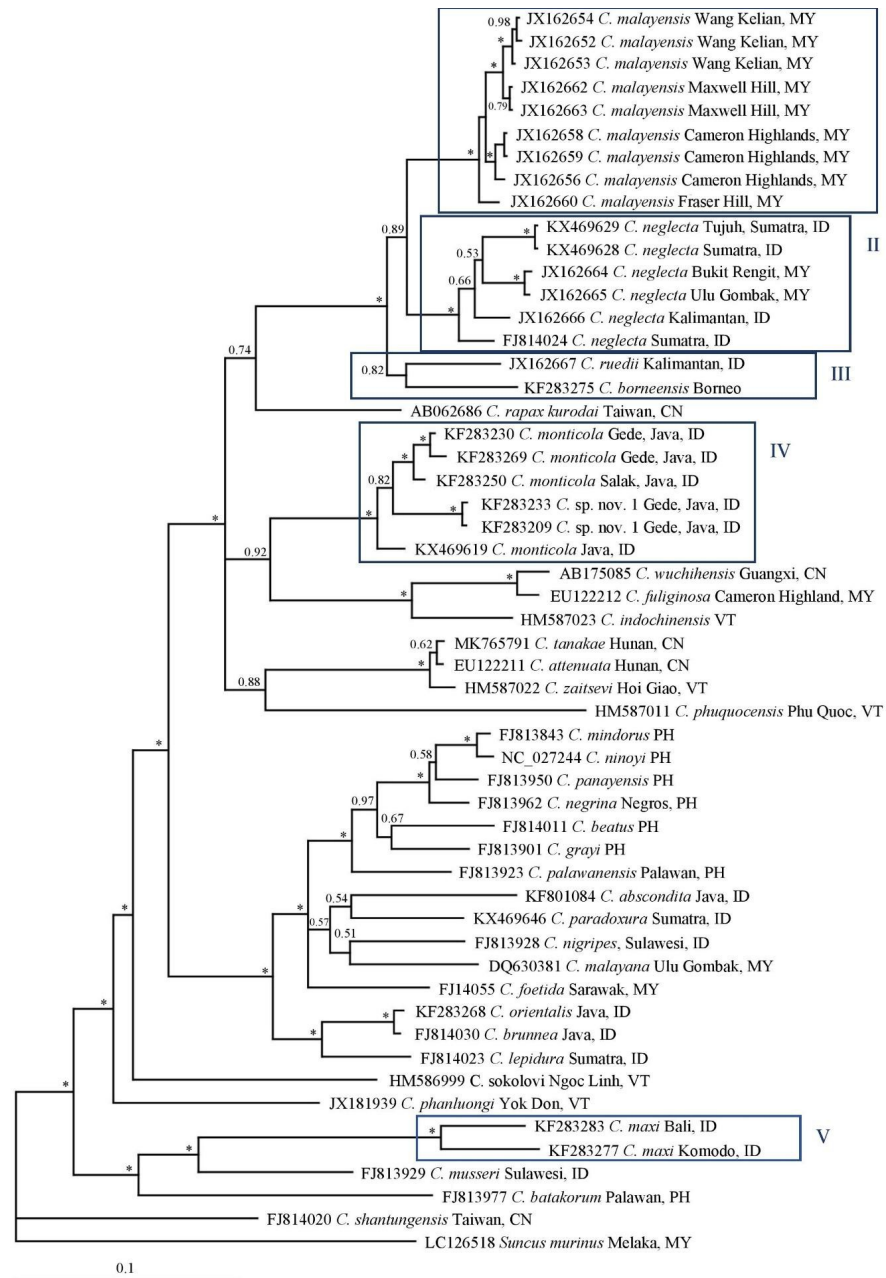 0.98
JX162654 C. malayensis Wang Kelian, MY
*
JX162652 C. malayensis Wang Kelian, MY
*
JX162653 C. malayensis Wang Kelian, MY
JX162662 C. malayensis Maxwell Hill, MY
0.79
JX162663 C. malayensis Maxwell Hill, MY
JX162658 C. malayensis Cameron Highlands, MY
* *
JX162659 C. malayensis Cameron Highlands, MY
JX162656 C. malayensis Cameron Highlands, MY
JX162660 C. malayensis Fraser Hill, MY
0.89
* KX469629 C. neglecta Tujuh, Sumatra, ID
II
0.53
KX469628 C. neglecta Sumatra, ID
* JX162664 C. neglecta Bukit Rengit, MY
0.66
JX162665 C. neglecta Ulu Gombak, MY
* *
JX162666 C. neglecta Kalimantan, ID
FJ814024 C. neglecta Sumatra, ID
0.74
0.82
JX162667 C. ruedii Kalimantan, ID
III
KF283275 C. borneensis Borneo
AB062686 C. rapax kurodai Taiwan, CN
* KF283230 C. monticola Gede, Java, ID
IV
* KF283269 C. monticola Gede, Java, ID
0.82
KF283250 C. monticola Salak, Java, ID
* KF283233 C. sp. nov. 1 Gede, Java, ID
* *
KF283209 C. sp. nov. 1 Gede, Java, ID
0.92
KX469619 C. monticola Java, ID
* AB175085 C. wuchihensis Guangxi, CN
* EU122212 C. fuliginosa Cameron Highland, MY
HM587023 C. indochinensis VT
0.62
MK765791 C. tanakae Hunan, CN
* EU122211 C. attenuata Hunan, CN
0.88
HM587022 C. zaitsevi Hoi Giao, VT
HM587011 C. phuquocensis Phu Quoc, VT
* * FJ813843 C. mindorus PH
0.58
NC_027244 C. ninoyi PH
* FJ813950 C. panayensis PH
0.97
FJ813962 C. negrina Negros, PH
0.67
FJ814011 C. beatus PH
* FJ813901 C. grayi PH
FJ813923 C. palawanensis Palawan, PH
0.54
KF801084 C. abscondita Java, ID
* *
0.57
KX469646 C. paradoxura Sumatra, ID
0.51
FJ813928 C. nigripes, Sulawesi, ID
DQ630381 C. malayana Ulu Gombak, MY
* FJ14055 C. foetida Sarawak, MY
* * KF283268 C. orientalis Java, ID
* FJ814030 C. brunnea Java, ID
FJ814023 C. lepidura Sumatra, ID
* HM586999 C. sokolovi Ngoc Linh, VT
JX181939 C. phanluongi Yok Don, VT
* KF283283 C. maxi Bali, ID
V
* KF283277 C. maxi Komodo, ID
* FJ813929 C. musseri Sulawesi, ID
FJ813977 C. batakorum Palawan, PH
FJ814020 C. shantungensis Taiwan, CN
LC126518 Suncus murinus Melaka, MY
0.1